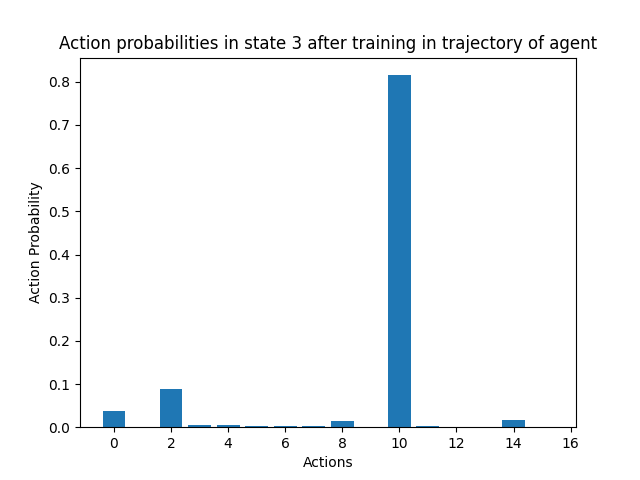 Action probabilities in state 3 after training in trajectory of agent
0.8
0.7
0.6
0.5
0.4
0.3
0.2
0.1
0.0
Action Probability
0 2 4 6 8 10 12 14 16
Actions